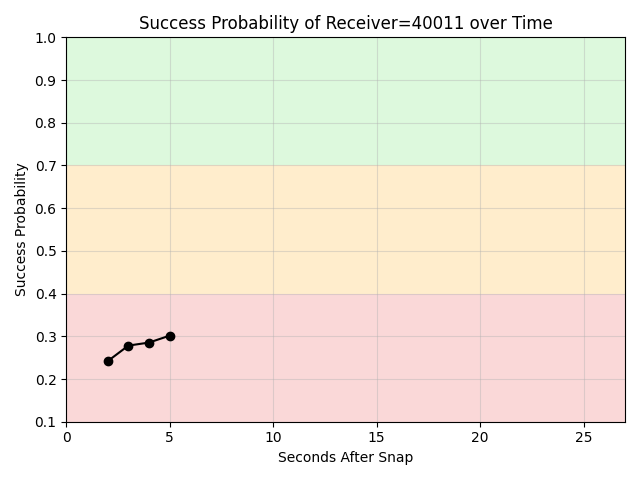 Success Probability of Receiver=40011 over Time
1.0
0.9
0.8
0.7
0.6
0.5
0.4
0.3
0.2
0.1
Success Probability
0 5 10 15 20 25
Seconds After Snap